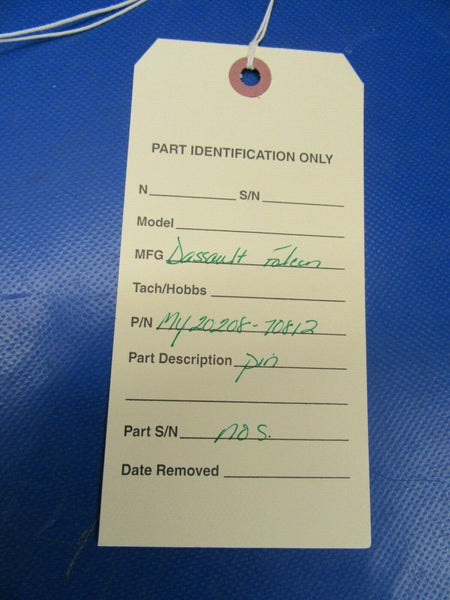 PART IDENTIFICATION ONLY
N S/N
Model
MFG Dassault Falcon
Tach/Hobbs
P/N MY20208-70812
Part Description pin
Part S/N NOS.
Date Removed